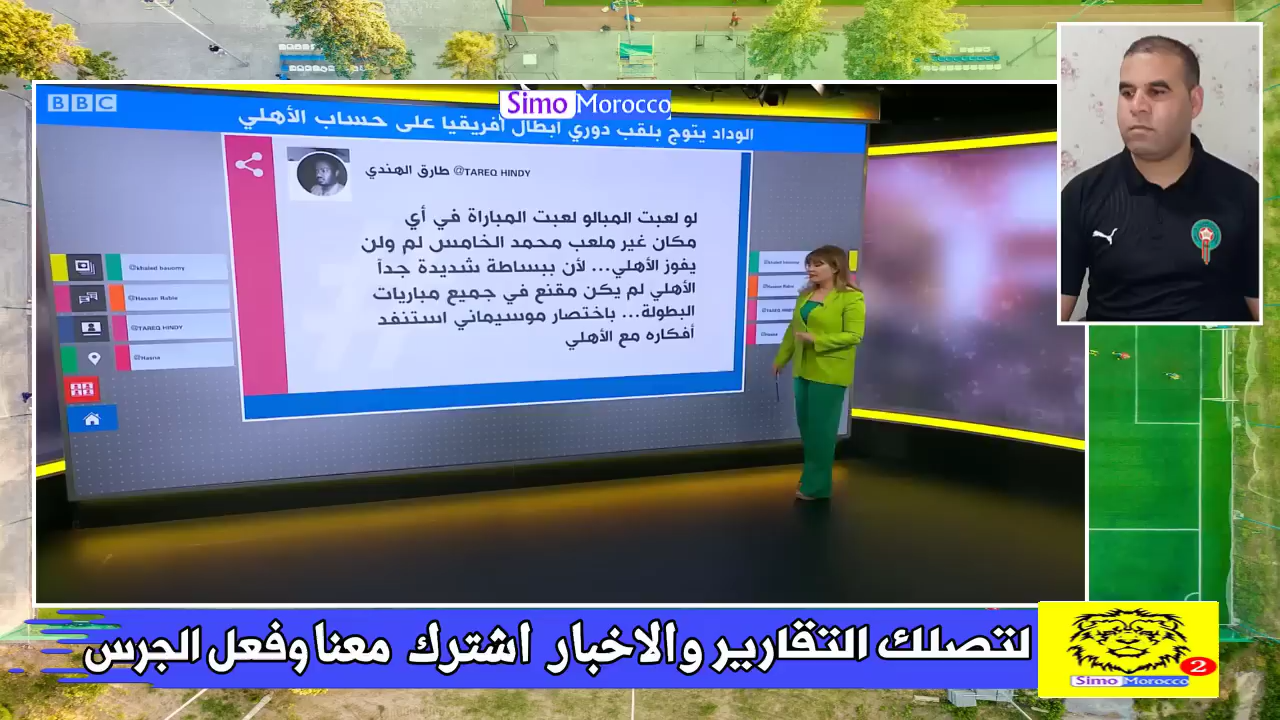 BBC
Simo Morocco
الوداد يتوج بلقب دوري ابطال أفريقيا على حساب الأهلي
طارق الهندي @TAREQ HINDY
لو لعبت المبالو لعبت المباراة في أي
مكان غير ملعب محمد الخامس لم ولن
يفوز الأهلي... لأن ببساطة شديدة جداً
الأهلي لم يكن مقنع في جميع مباريات
البطولة... باختصار موسيماني استنفد
أفكاره مع الأهلي
@Hassan Rabie
@TAREQ HINDY
@Hasna
لتصلك التقارير والاخبار اشترك معنا وفعل الجرس
2
Simo Morocco